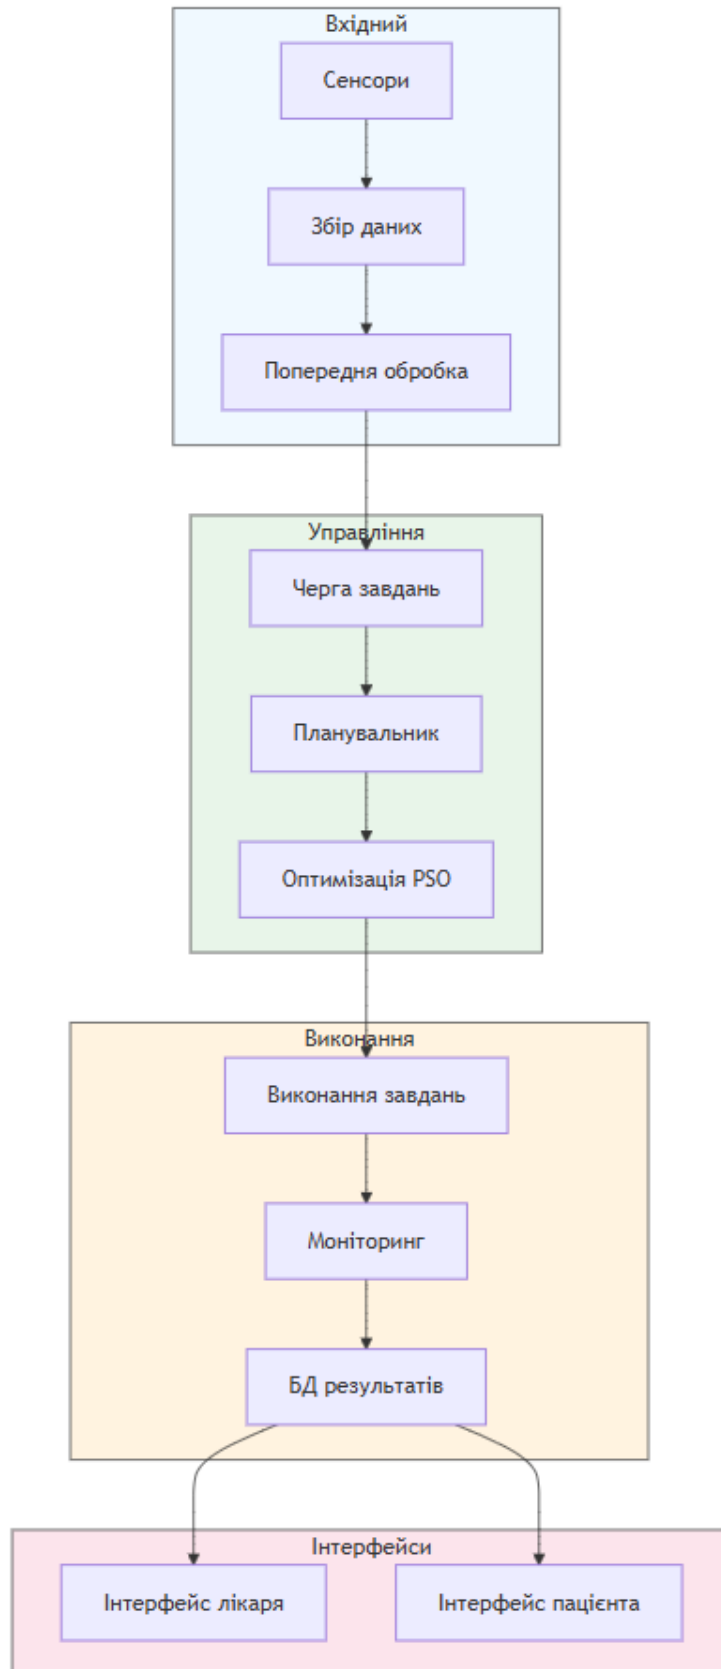 Вхідний
Сенсори
Збір даних
Попередня обробка
Управління
Черга завдань
Планувальник
Оптимізація PSO
Виконання
Виконання завдань
Моніторинг
БД результатів
Інтерфейси
Інтерфейс лікаря
Інтерфейс пацієнта